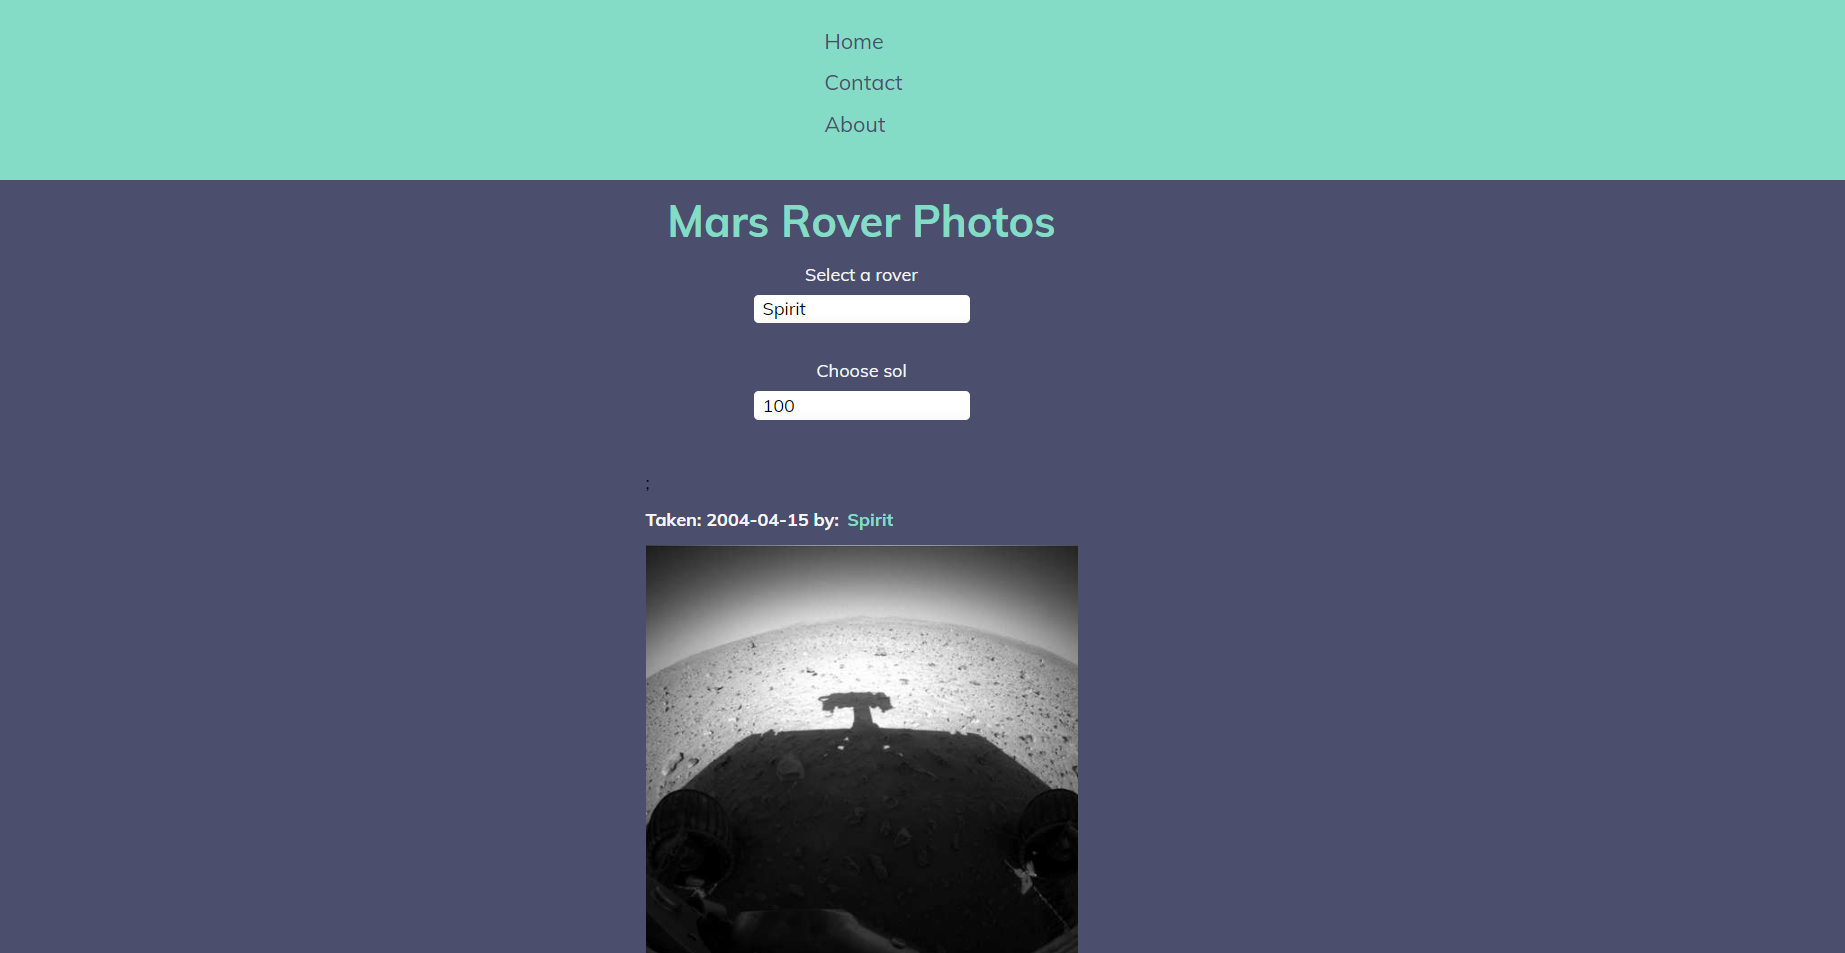 Home
Contact
About
Mars Rover Photos
Select a rover
Spirit
Choose sol
100
;
Taken: 2004-04-15 by: Spirit